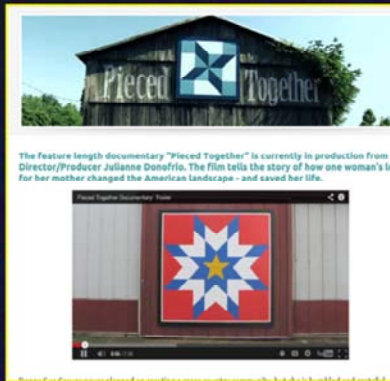 Pieced Together
The feature length documentary "Pieced Together" is currently in production from
Director/Producer Julianne Donofrio. The film tells the story of how one woman's lo
for her mother changed the American landscape - and saved her life.
Pieced Together Documentary Trailer
YouTube